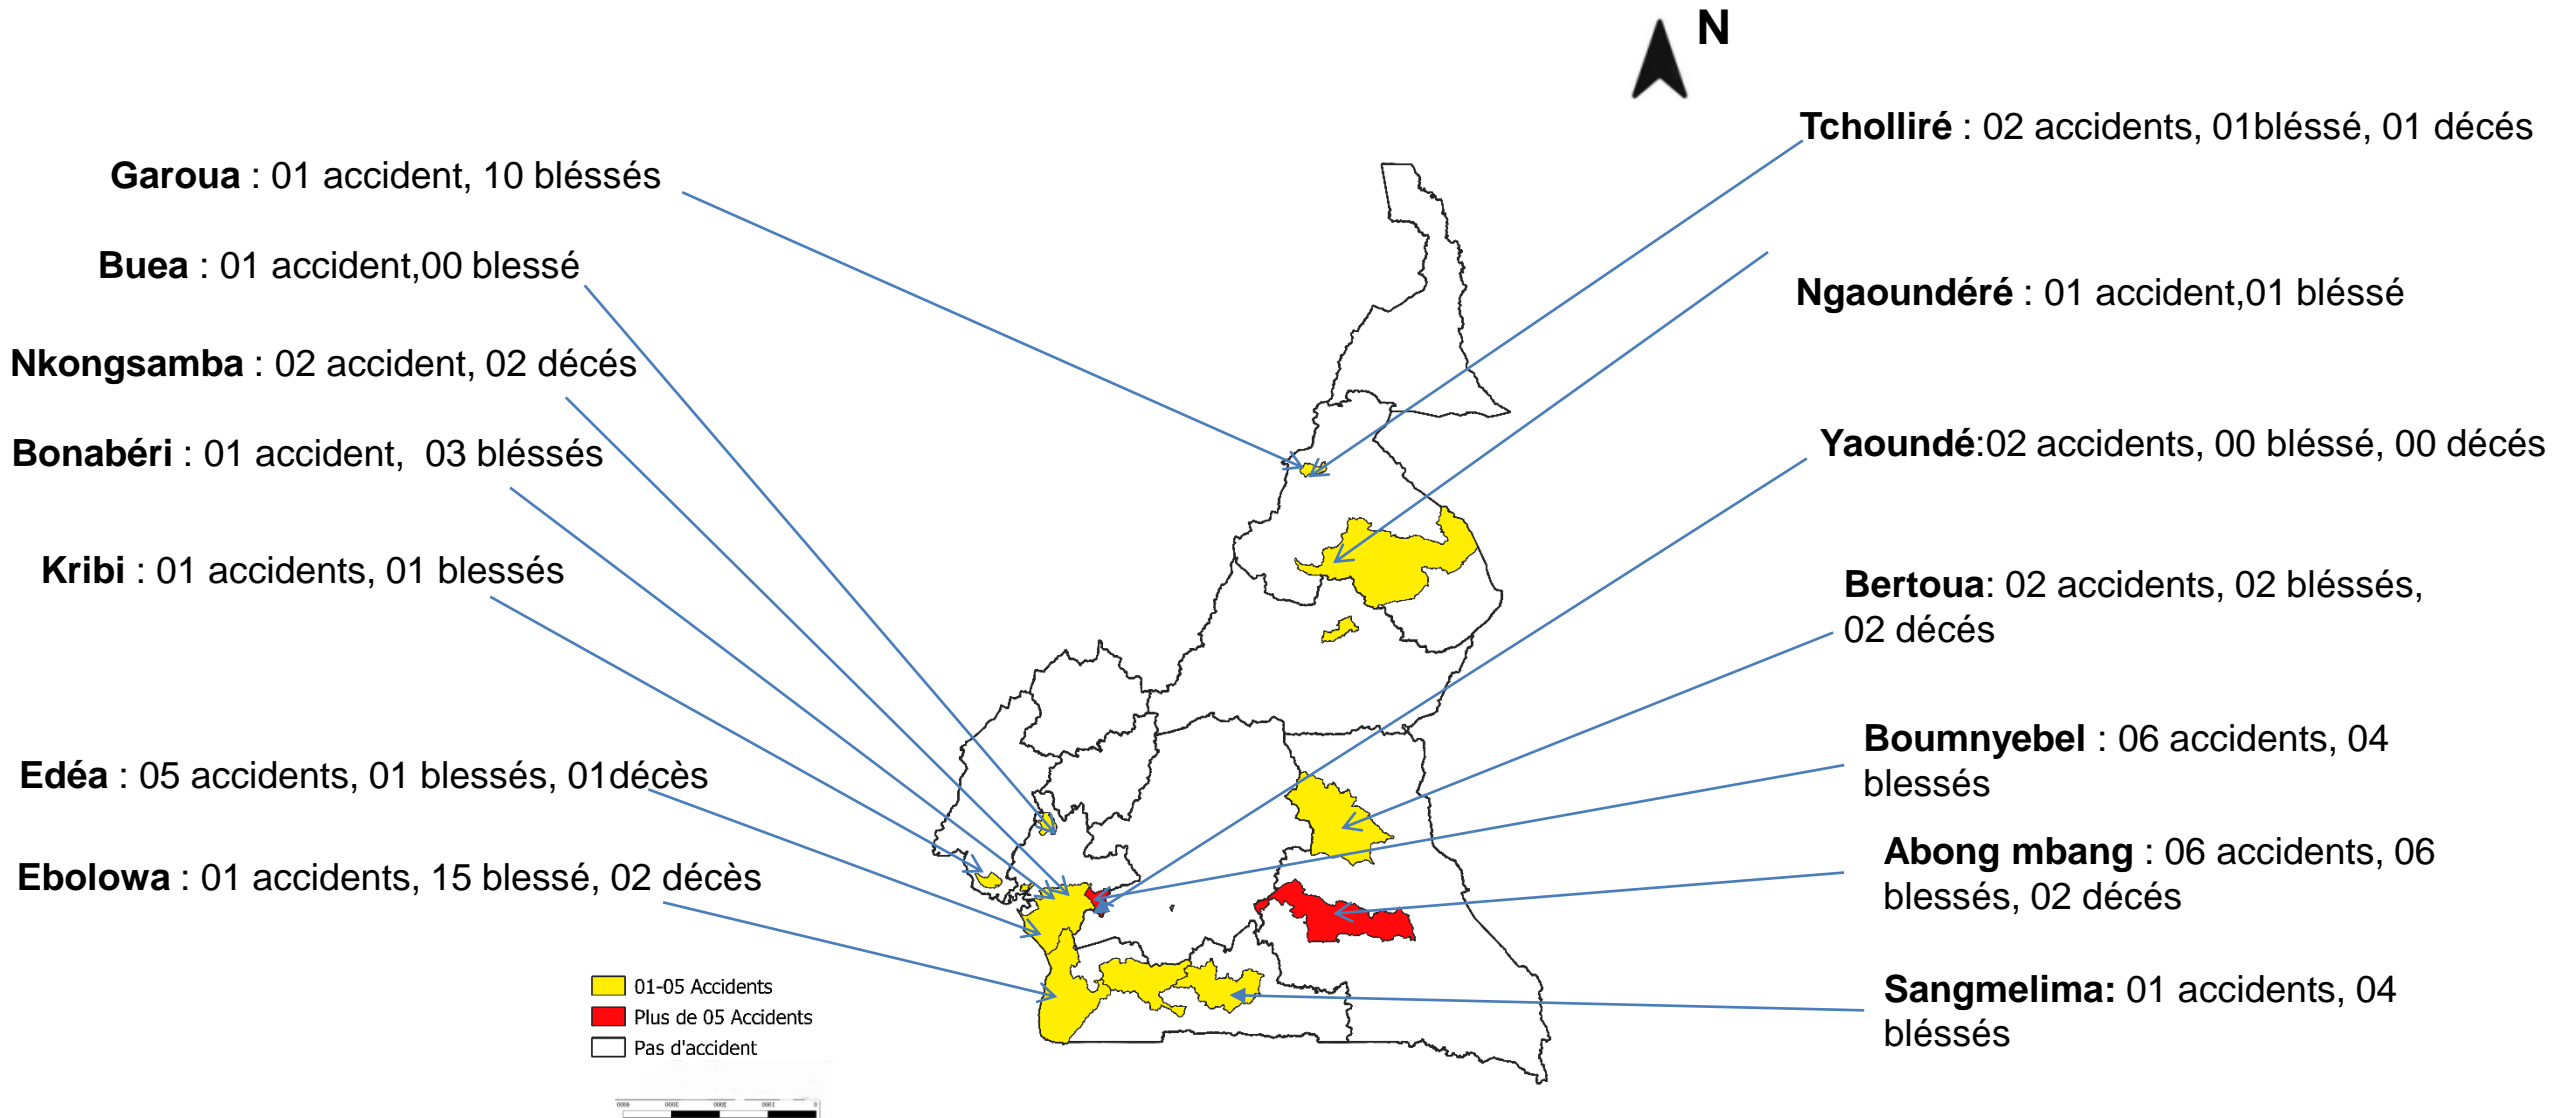 N
Garoua : 01 accident, 10 bléssés
Buea : 01 accident,00 blessé
Nkongsamba : 02 accident, 02 décés
Bonabéri : 01 accident, 03 bléssés
Kribi : 01 accidents, 01 blessés
Edéa : 05 accidents, 01 blessés, 01décès
Ebolowa : 01 accidents, 15 blessé, 02 décès
Tcholliré : 02 accidents, 01bléssé, 01 décés
Ngaoundéré : 01 accident,01 bléssé
Yaoundé:02 accidents, 00 bléssé, 00 décés
Bertoua: 02 accidents, 02 bléssés,
02 décés
Boumnyebel : 06 accidents, 04
blessés
Abong mbang : 06 accidents, 06
blessés, 02 décés
Sangmelima: 01 accidents, 04
bléssés
01-05 Accidents
Plus de 05 Accidents
Pas d'accident